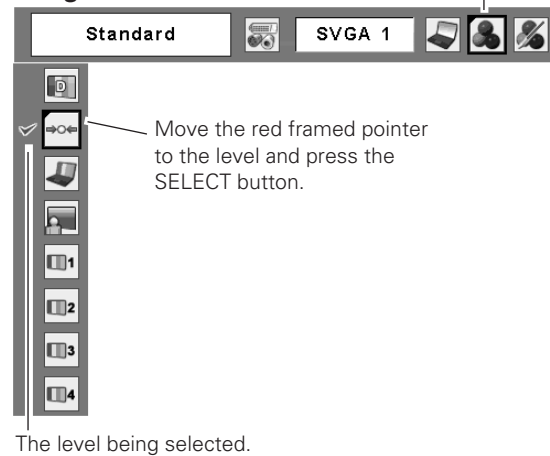 Standard
SVGA 1
D
Move the red framed pointer
to the level and press the
SELECT button.
1
2
3
4
The level being selected.